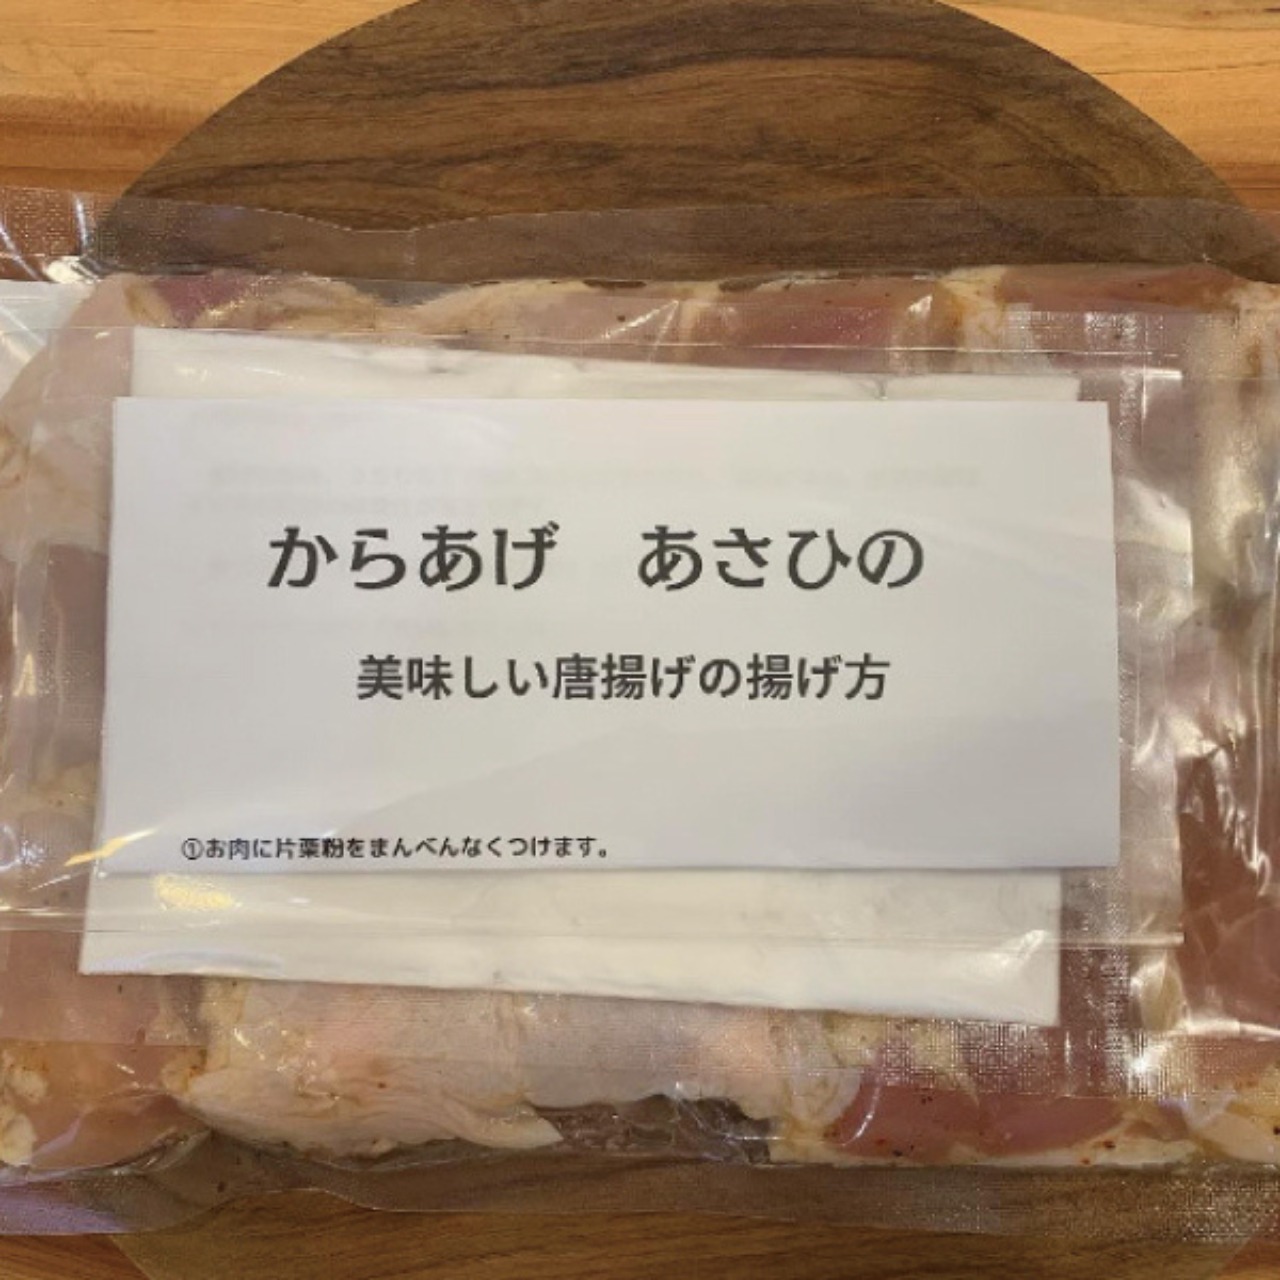 からあげ　あさひの
美味しい唐揚げの揚げ方
①お肉に片栗粉をまんべんなくつけます。